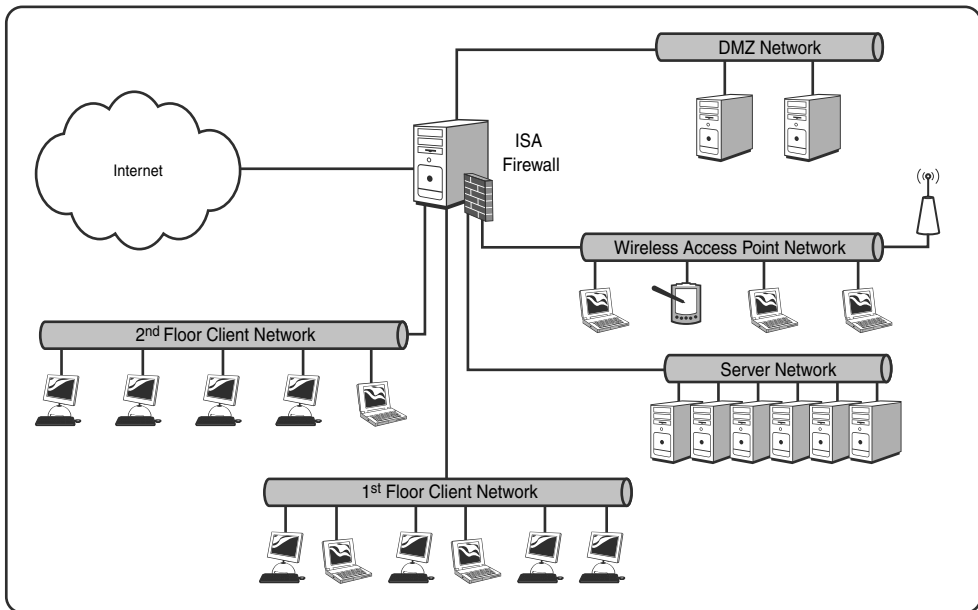 DMZ Network
ISA
Firewall
Internet
Wireless Access Point Network
2nd Floor Client Network
Server Network
1st Floor Client Network